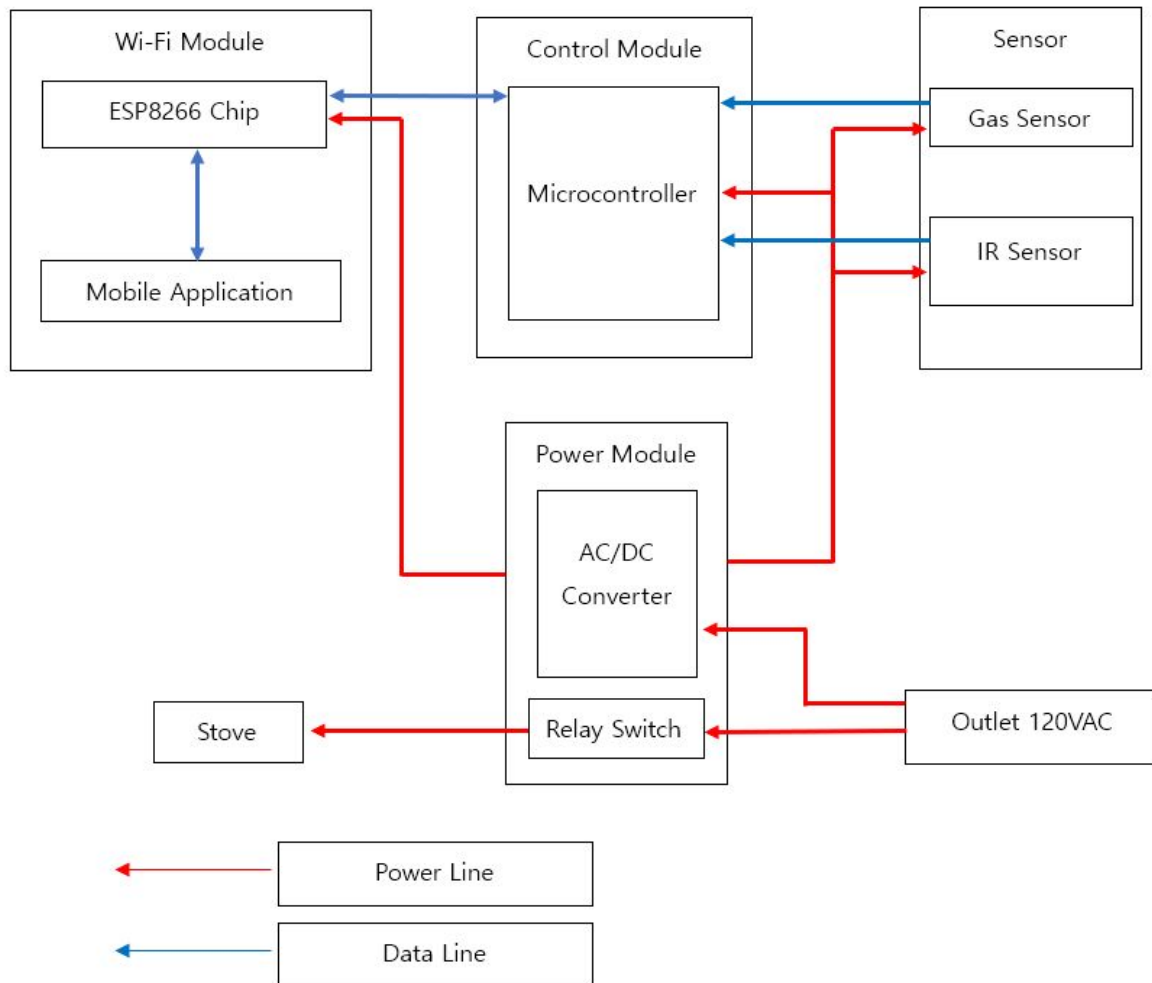 Wi-Fi Module
ESP8266 Chip
Mobile Application
Control Module
Microcontroller
Sensor
Gas Sensor
IR Sensor
Power Module
AC/DC
Converter
Relay Switch
Stove
Outlet 120VAC
Power Line
Data Line